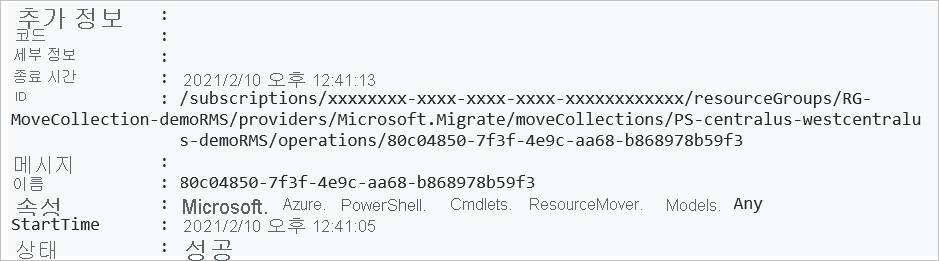 추가 정보 :
코드 :
세부 정보 :
종료 시간 : 2021/2/10 오후 12:41:13
ID : /subscriptions/xxxxxxxx-xxxx-xxxx-xxxx-xxxxxxxxxxxx/resourceGroups/RG-
MoveCollection-demoRMS/providers/Microsoft.Migrate/moveCollections/PS-centralus-westcentralu
s-demoRMS/operations/80c04850-7f3f-4e9c-aa68-b868978b59f3
메시지 :
이름 : 80c04850-7f3f-4e9c-aa68-b868978b59f3
속성 : Microsoft. Azure. PowerShell. Cmdlets. ResourceMover. Models. Any
StartTime : 2021/2/10 오후 12:41:05
상태 : 성공